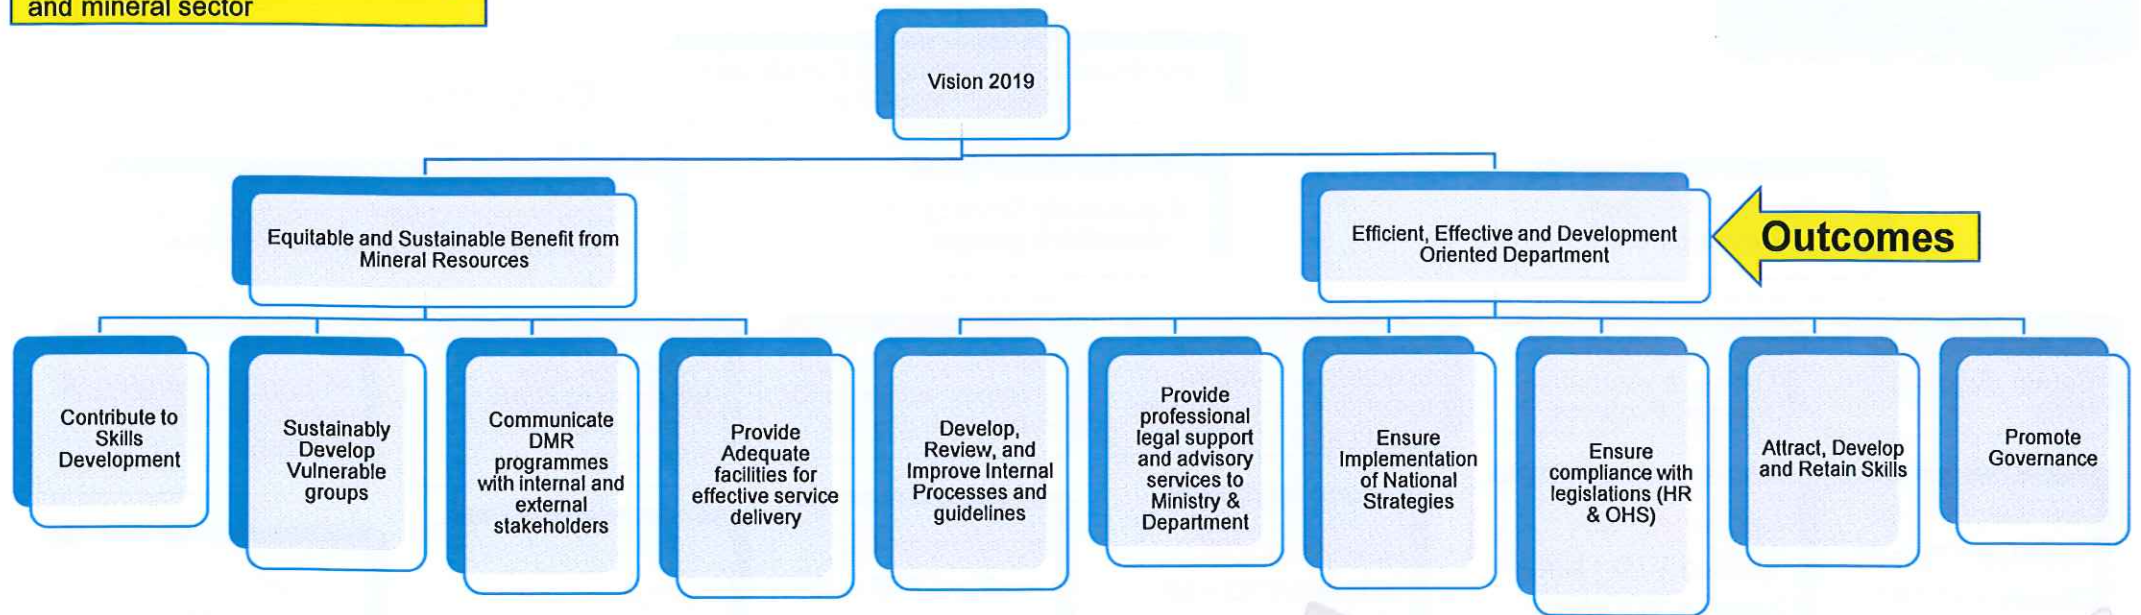 and mineral sector
Vision 2019
Equitable and Sustainable Benefit from
Mineral Resources
Efficient, Effective and Development
Oriented Department
Outcomes
Contribute to
Skills
Development
Sustainably
Develop
Vulnerable
groups
Communicate
DMR
programmes
with internal and
external
stakeholders
Provide
Adequate
facilities for
effective service
delivery
Develop,
Review, and
Improve Internal
Processes and
guidelines
Provide
professional
legal support
and advisory
services to
Ministry &
Department
Ensure
Implementation
of National
Strategies
Ensure
compliance with
legislations (HR
& OHS)
Attract, Develop
and Retain Skills
Promote
Governance